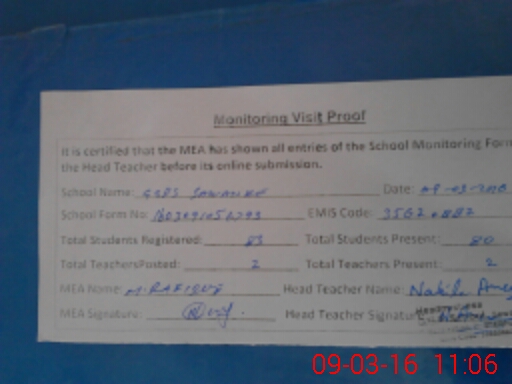 Monitoring Visit Proof
It is certified that the MEA has shown all entries of the School Monitoring Form
the Head Teacher before its online submission.
School Name: GGPS Date:
School Form No: EMIS Code:
Total Students Registered: 83 Total Students Present: 80
Total TeachersPosted: 2 Total Teachers Present: 2
MEA Name: M. RAFIQUE Head Teacher Name: Nabila
MEA Signature: Head Teacher Signature
09-03-16 11:06